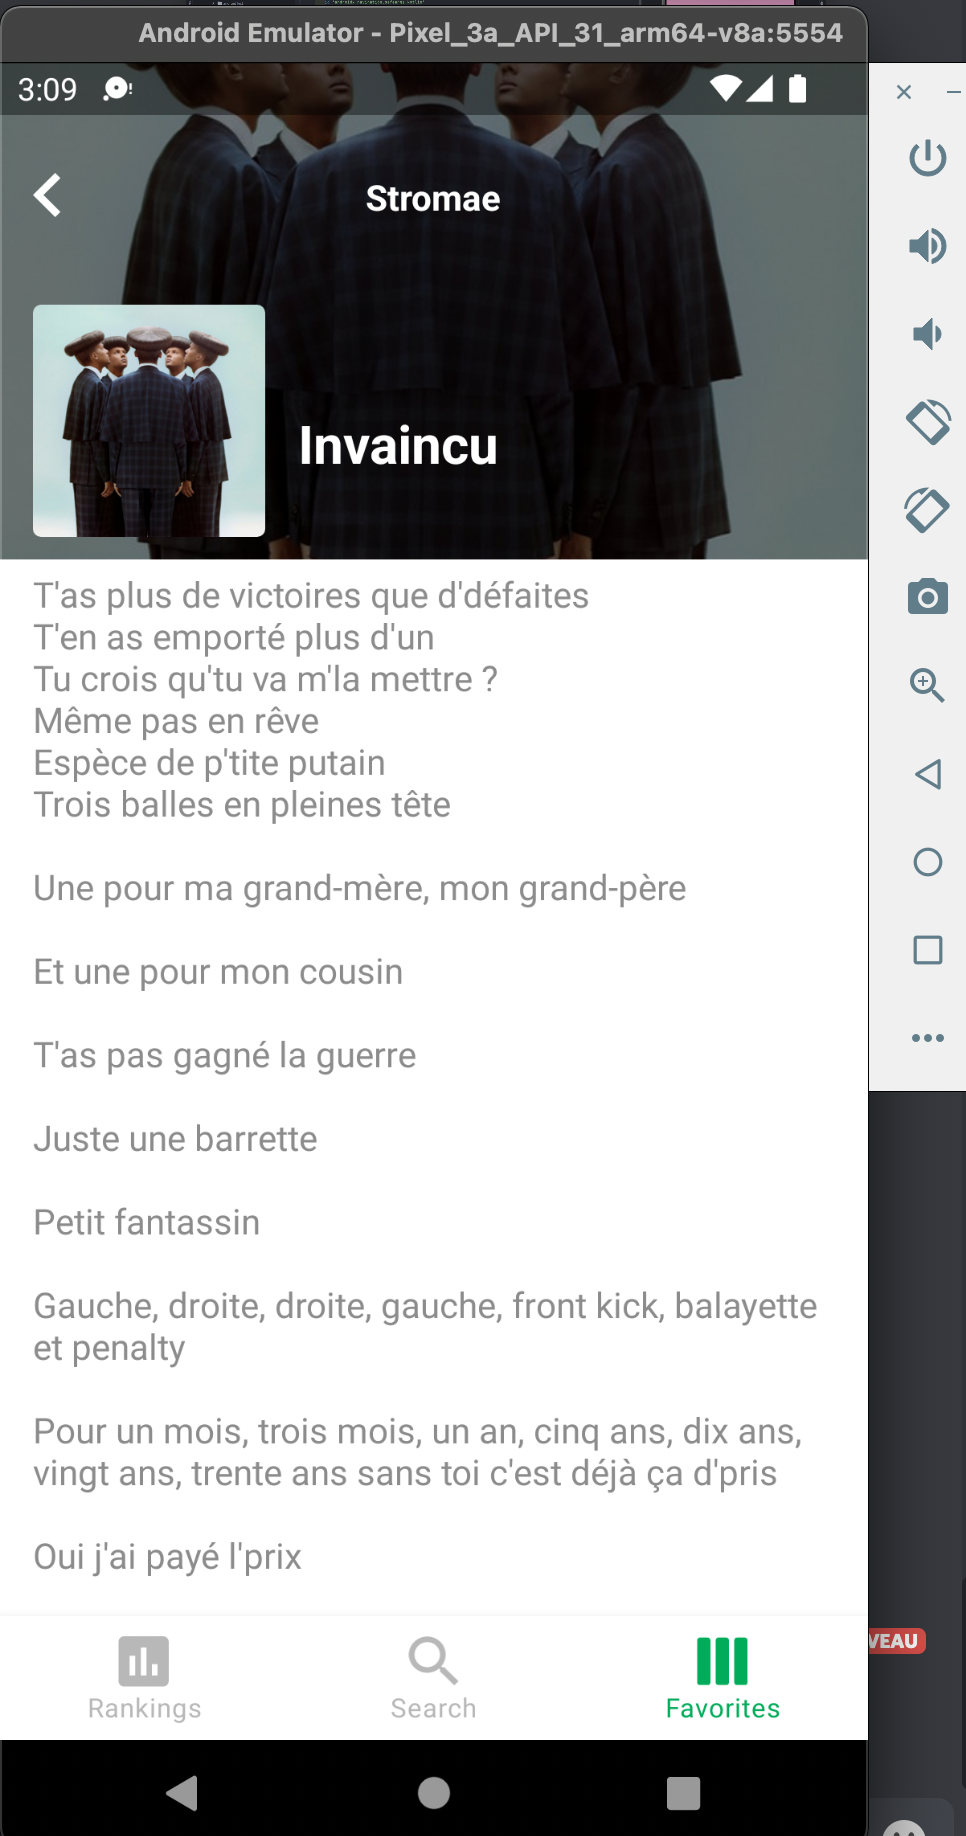 Android Emulator - Pixel_3a_API_31_arm64-v8a:5554
3:09
Stromae
Invaincu
T'as plus de victoires que d'défaites
T'en as emporté plus d'un
Tu crois qu'tu va m'la mettre ?
Même pas en rêve
Espèce de p'tite putain
Trois balles en pleines tête
Une pour ma grand-mère, mon grand-père
Et une pour mon cousin
T'as pas gagné la guerre
Juste une barrette
Petit fantassin
Gauche, droite, droite, gauche, front kick, balayette
et penalty
Pour un mois, trois mois, un an, cinq ans, dix ans,
vingt ans, trente ans sans toi c'est déjà ça d'pris
Oui j'ai payé l'prix
VEAU
Rankings
Search
Favorites